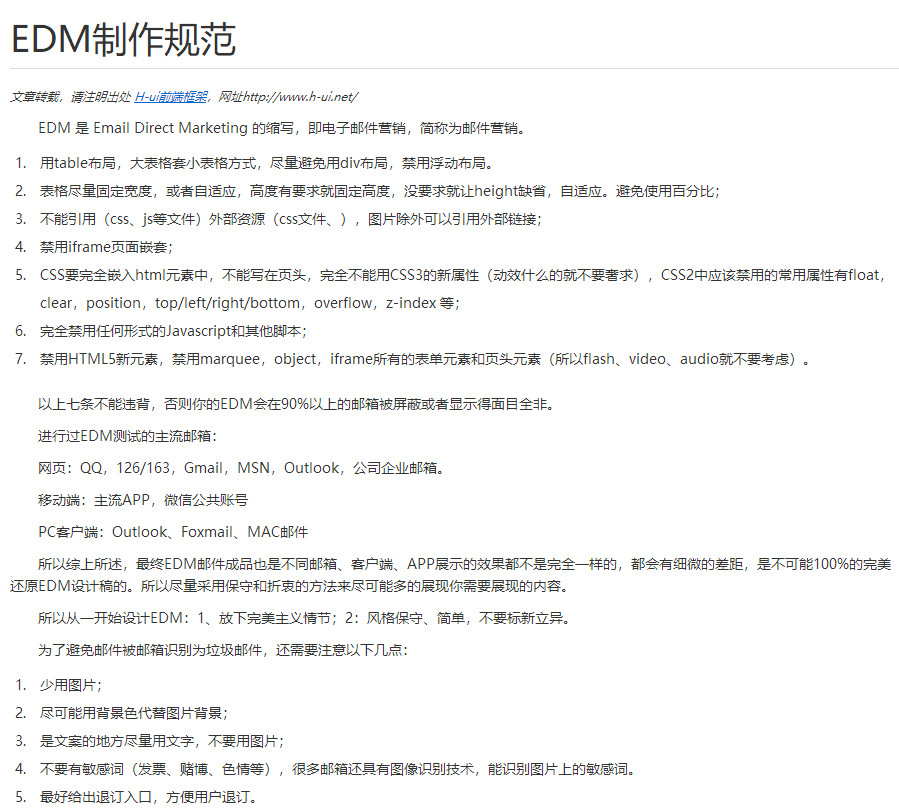 EDM制作规范
文章转载，请注明出处 H-ui前端框架，网址http://www.h-ui.net/
EDM 是 Email Direct Marketing 的缩写，即电子邮件营销，简称为邮件营销。
1. 用table布局，大表格套小表格方式，尽量避免用div布局，禁用浮动布局。
2. 表格尽量固定宽度，或者自适应，高度有要求就固定高度，没要求就让height缺省，自适应。避免使用百分比；
3. 不能引用（css、js等文件）外部资源（css文件、），图片除外可以引用外部链接；
4. 禁用iframe页面嵌套；
5. CSS要完全嵌入html元素中，不能写在页头，完全不能用CSS3的新属性（动效什么的就不要奢求），CSS2中应该禁用的常用属性有float，
clear，position，top/left/right/bottom，overflow，z-index 等；
6. 完全禁用任何形式的Javascript和其他脚本；
7. 禁用HTML5新元素，禁用marquee，object，iframe所有的表单元素和页头元素（所以flash、video、audio就不要考虑）。
以上七条不能违背，否则你的EDM会在90%以上的邮箱被屏蔽或者显示得面目全非。
进行过EDM测试的主流邮箱：
网页：QQ，126/163，Gmail，MSN，Outlook，公司企业邮箱。
移动端：主流APP，微信公共账号
PC客户端：Outlook、Foxmail、MAC邮件
所以综上所述，最终EDM邮件成品也是不同邮箱、客户端、APP展示的效果都不是完全一样的，都会有细微的差距，是不可能100%的完美
还原EDM设计稿的。所以尽量采用保守和折衷的方法来尽可能多的展现你需要展现的内容。
所以从一开始设计EDM：1、放下完美主义情节；2：风格保守、简单，不要标新立异。
为了避免邮件被邮箱识别为垃圾邮件，还需要注意以下几点：
1. 少用图片；
2. 尽可能用背景色代替图片背景；
3. 是文案的地方尽量用文字，不要用图片；
4. 不要有敏感词（发票、赌博、色情等），很多邮箱还具有图像识别技术，能识别图片上的敏感词。
5. 最好给出退订入口，方便用户退订。